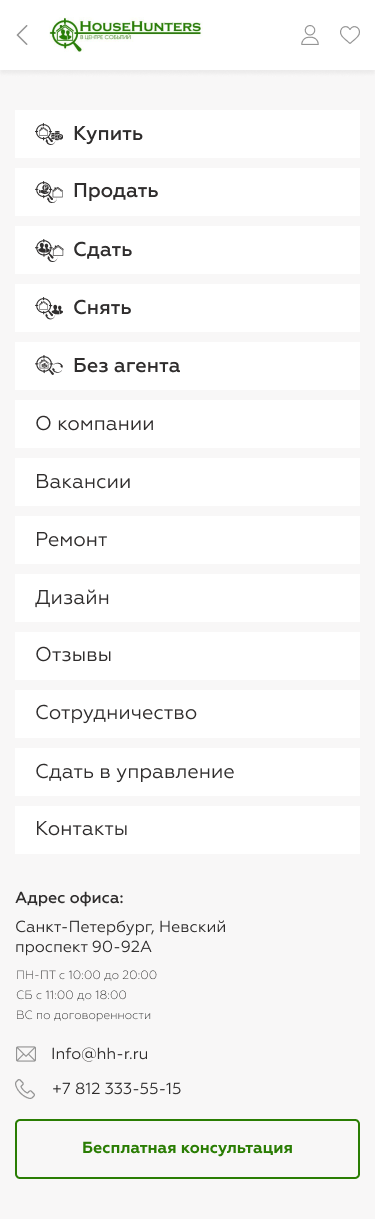 HouseHunters
В ЦЕНТРЕ СОБЫТИЙ
Купить
Продать
Сдать
Снять
Без агента
О компании
Вакансии
Ремонт
Дизайн
Отзывы
Сотрудничество
Сдать в управление
Контакты
Адрес офиса:
Санкт-Петербург, Невский
проспект 90-92А
ПН-ПТ с 10:00 до 20:00
СБ с 11:00 до 18:00
ВС по договоренности
Info@hh-r.ru
+7 812 333-55-15
Бесплатная консультация